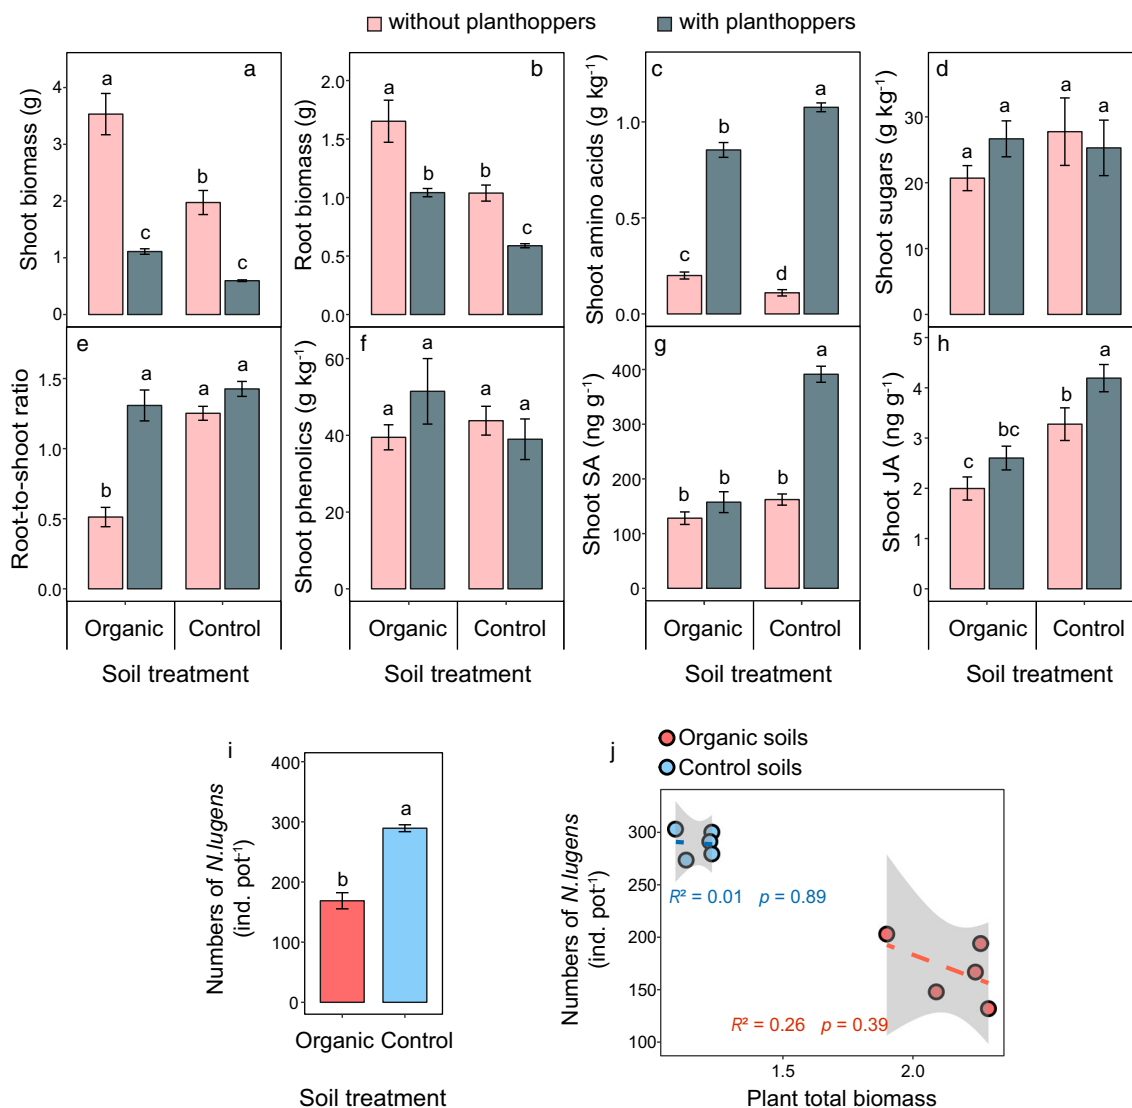 without planthoppers
with planthoppers
a
Shoot biomass (g)
4
3
2
1
0
a
c
b
c
b
Root biomass (g)
2.0
1.5
1.0
0.5
0.0
a
b
b
c
c
Shoot amino acids (g kg⁻¹)
1.0
0.5
0.0
c
b
d
a
d
Shoot sugars (g kg⁻¹)
30
20
10
0
a
a
a
a
e
Root-to-shoot ratio
1.5
1.0
0.5
0.0
b
a
a
a
Organic Control
Soil treatment
f
Shoot phenolics (g kg⁻¹)
60
40
20
0
a
a
a
a
Organic Control
Soil treatment
g
Shoot SA (ng g⁻¹)
400
300
200
100
0
b
b
b
a
Organic Control
Soil treatment
h
Shoot JA (ng g⁻¹)
5
4
3
2
1
0
c
bc
b
a
Organic Control
Soil treatment
i
Numbers of N.lugens
(ind. pot⁻¹)
400
300
200
100
0
b
a
Organic Control
Soil treatment
j
Organic soils
Control soils
Numbers of N.lugens
(ind. pot⁻¹)
300
250
200
150
100
R² = 0.01 p = 0.89
R² = 0.26 p = 0.39
1.5
2.0
Plant total biomass